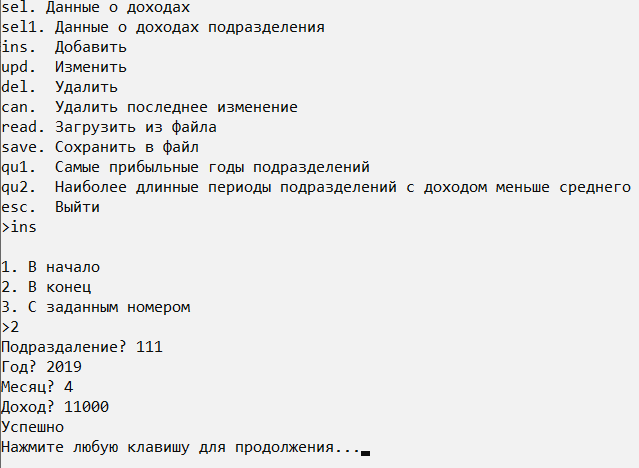 sel. Данные о доходах
sel1. Данные о доходах подразделения
ins.  Добавить
upd.  Изменить
del.  Удалить
can.  Удалить последнее изменение
read. Загрузить из файла
save. Сохранить в файл
qu1.  Самые прибыльные годы подразделений
qu2.  Наиболее длинные периоды подразделений с доходом меньше среднего
esc.  Выйти
>ins
1. В начало
2. В конец
3. С заданным номером
>2
Подраздаление? 111
Год? 2019
Месяц? 4
Доход? 11000
Успешно
Нажмите любую клавишу для продолжения...